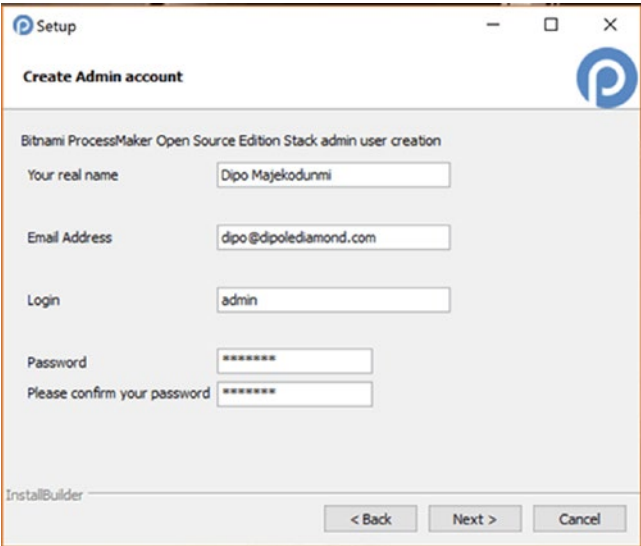 Setup
Create Admin account
Bitnami ProcessMaker Open Source Edition Stack admin user creation
Your real name Dipo Majekodunmi
Email Address dipo@dipolediamond.com
Login admin
Password *******
Please confirm your password *******
InstallBuilder
< Back Next > Cancel